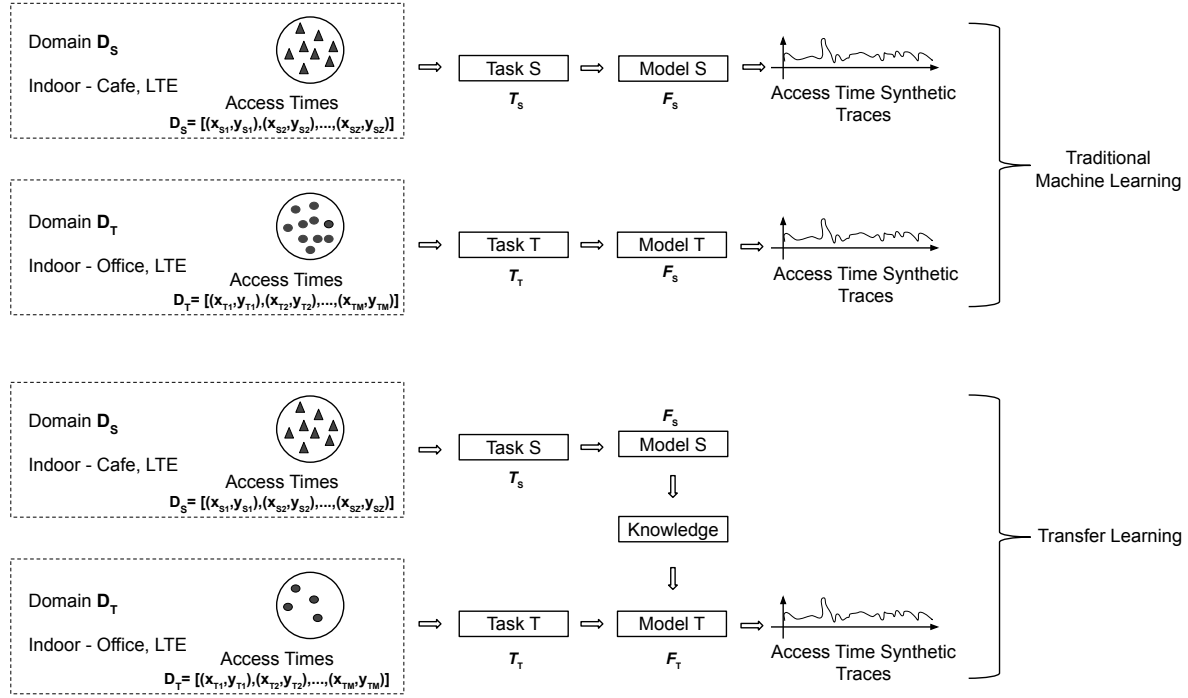 Domain D_S
Indoor - Cafe, LTE
Access Times
D_S= [(x_S1,y_S1),(x_S2,y_S2),...,(x_SZ,y_SZ)]
Task S
T_S
Model S
F_S
Access Time Synthetic
Traces
Domain D_T
Indoor - Office, LTE
Access Times
D_T= [(x_T1,y_T1),(x_T2,y_T2),...,(x_TM,y_TM)]
Task T
T_T
Model T
F_S
Access Time Synthetic
Traces
Traditional
Machine Learning
Domain D_S
Indoor - Cafe, LTE
Access Times
D_S= [(x_S1,y_S1),(x_S2,y_S2),...,(x_SZ,y_SZ)]
Task S
T_S
F_S
Model S
Knowledge
Domain D_T
Indoor - Office, LTE
Access Times
D_T= [(x_T1,y_T1),(x_T2,y_T2),...,(x_TM,y_TM)]
Task T
T_T
Model T
F_T
Access Time Synthetic
Traces
Transfer Learning